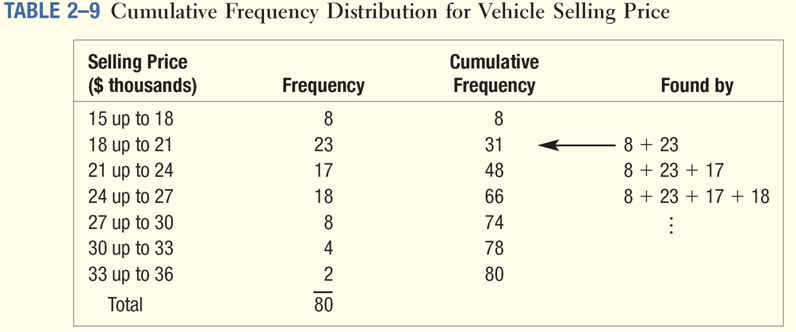 TABLE 2–9 Cumulative Frequency Distribution for Vehicle Selling Price
Selling Price Cumulative
($ thousands) Frequency Frequency Found by
15 up to 18 8 8
18 up to 21 23 31 8 + 23
21 up to 24 17 48 8 + 23 + 17
24 up to 27 18 66 8 + 23 + 17 + 18
27 up to 30 8 74 ⋮
30 up to 33 4 78
33 up to 36 2 80
Total 80